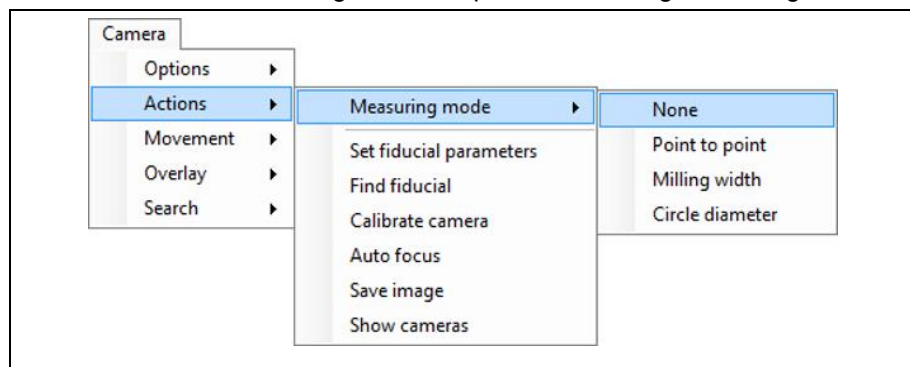 Camera
Options
Actions
Movement
Overlay
Search
Measuring mode
Set fiducial parameters
Find fiducial
Calibrate camera
Auto focus
Save image
Show cameras
None
Point to point
Milling width
Circle diameter